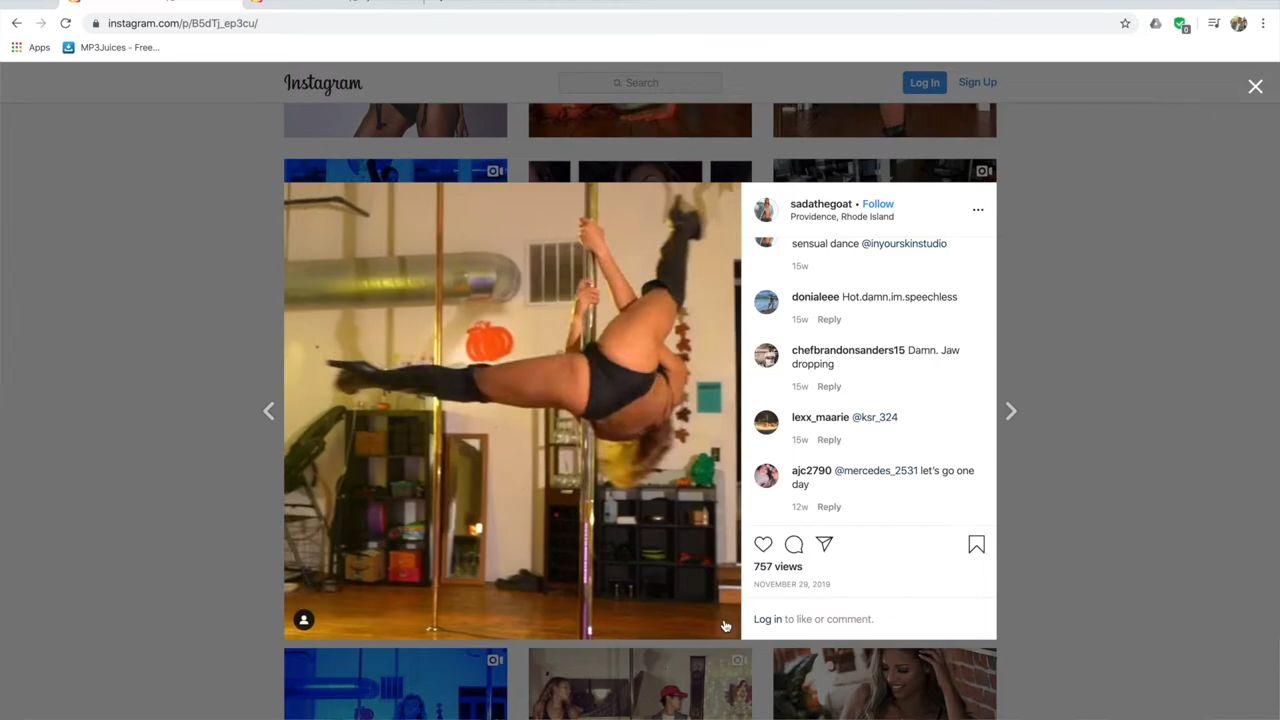 instagram.com/p/B5dTj_ep3cu/
0
Apps
MP3Juices - Free...
Instagram
Search
Log In
Sign Up
sadathegoat • Follow
Providence, Rhode Island
sensual dance @inyourskinstudio
15w
donialeee Hot.damn.im.speechless
15w Reply
chefbrandonsanders15 Damn. Jaw
dropping
15w Reply
lexx_maarie @ksr_324
15w Reply
ajc2790 @mercedes_2531 let's go one
day
12w Reply
757 views
NOVEMBER 29, 2019
Log in to like or comment.